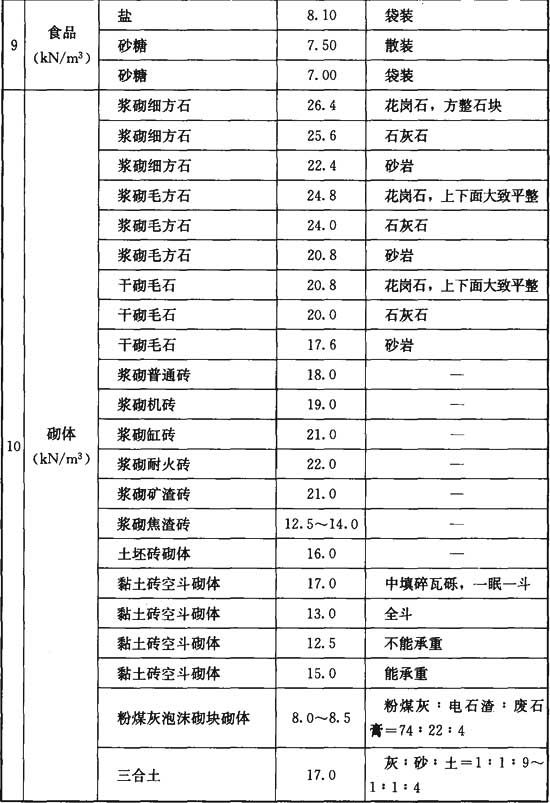 9 食品 (kN/m³) 盐 8.10 袋装
砂糖 7.50 散装
砂糖 7.00 袋装
10 砌体 (kN/m³) 浆砌细方石 26.4 花岗石，方整石块
浆砌细方石 25.6 石灰石
浆砌细方石 22.4 砂岩
浆砌毛方石 24.8 花岗石，上下面大致平整
浆砌毛方石 24.0 石灰石
浆砌毛方石 20.8 砂岩
干砌毛石 20.8 花岗石，上下面大致平整
干砌毛石 20.0 石灰石
干砌毛石 17.6 砂岩
浆砌普通砖 18.0 —
浆砌机砖 19.0 —
浆砌缸砖 21.0 —
浆砌耐火砖 22.0 —
浆砌矿渣砖 21.0 —
浆砌焦渣砖 12.5～14.0 —
土坯砖砌体 16.0 —
黏土砖空斗砌体 17.0 中填碎瓦砾，一眠一斗
黏土砖空斗砌体 13.0 全斗
黏土砖空斗砌体 12.5 不能承重
黏土砖空斗砌体 15.0 能承重
粉煤灰泡沫砌块砌体 8.0～8.5 粉煤灰：电石渣：废石
膏＝74：22：4
三合土 17.0 灰：砂：土＝1：1：9～
1：1：4